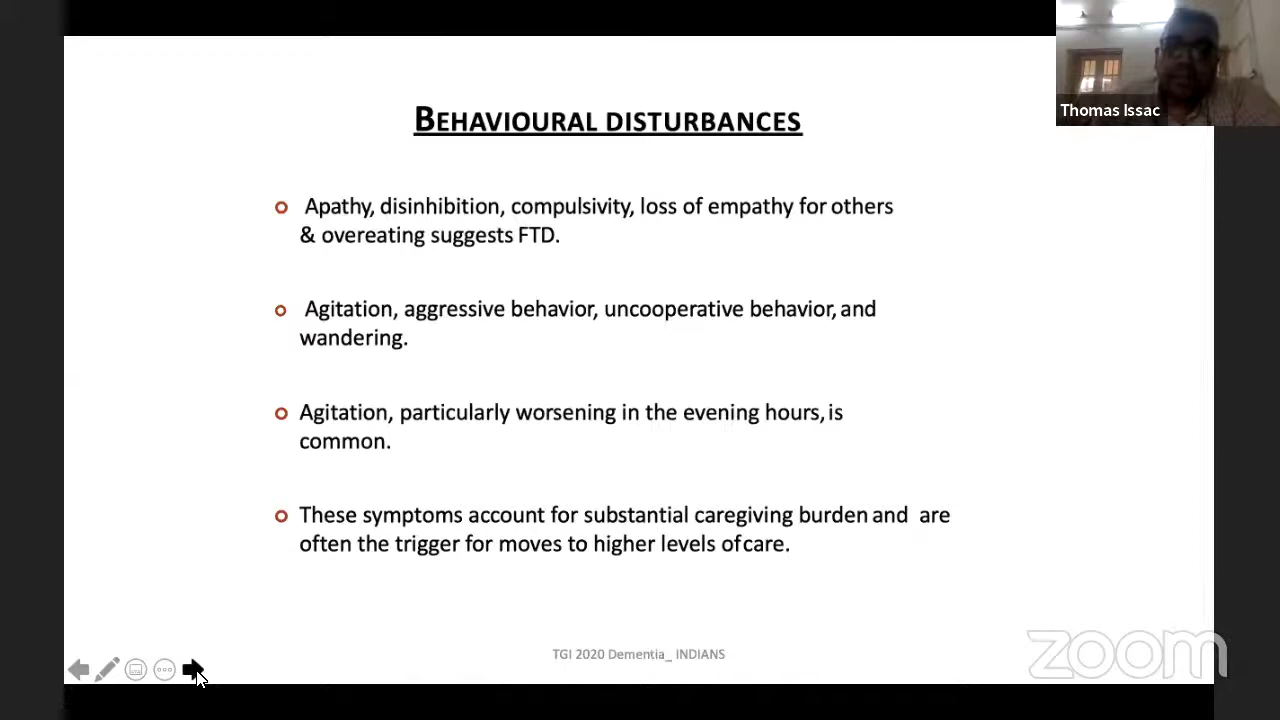 BEHAVIOURAL DISTURBANCES
Thomas Issac
Apathy, disinhibition, compulsivity, loss of empathy for others
& overeating suggests FTD.
Agitation, aggressive behavior, uncooperative behavior, and
wandering.
Agitation, particularly worsening in the evening hours, is
common.
These symptoms account for substantial caregiving burden and are
often the trigger for moves to higher levels of care.
TGI 2020 Dementia_ INDIANS
zoom